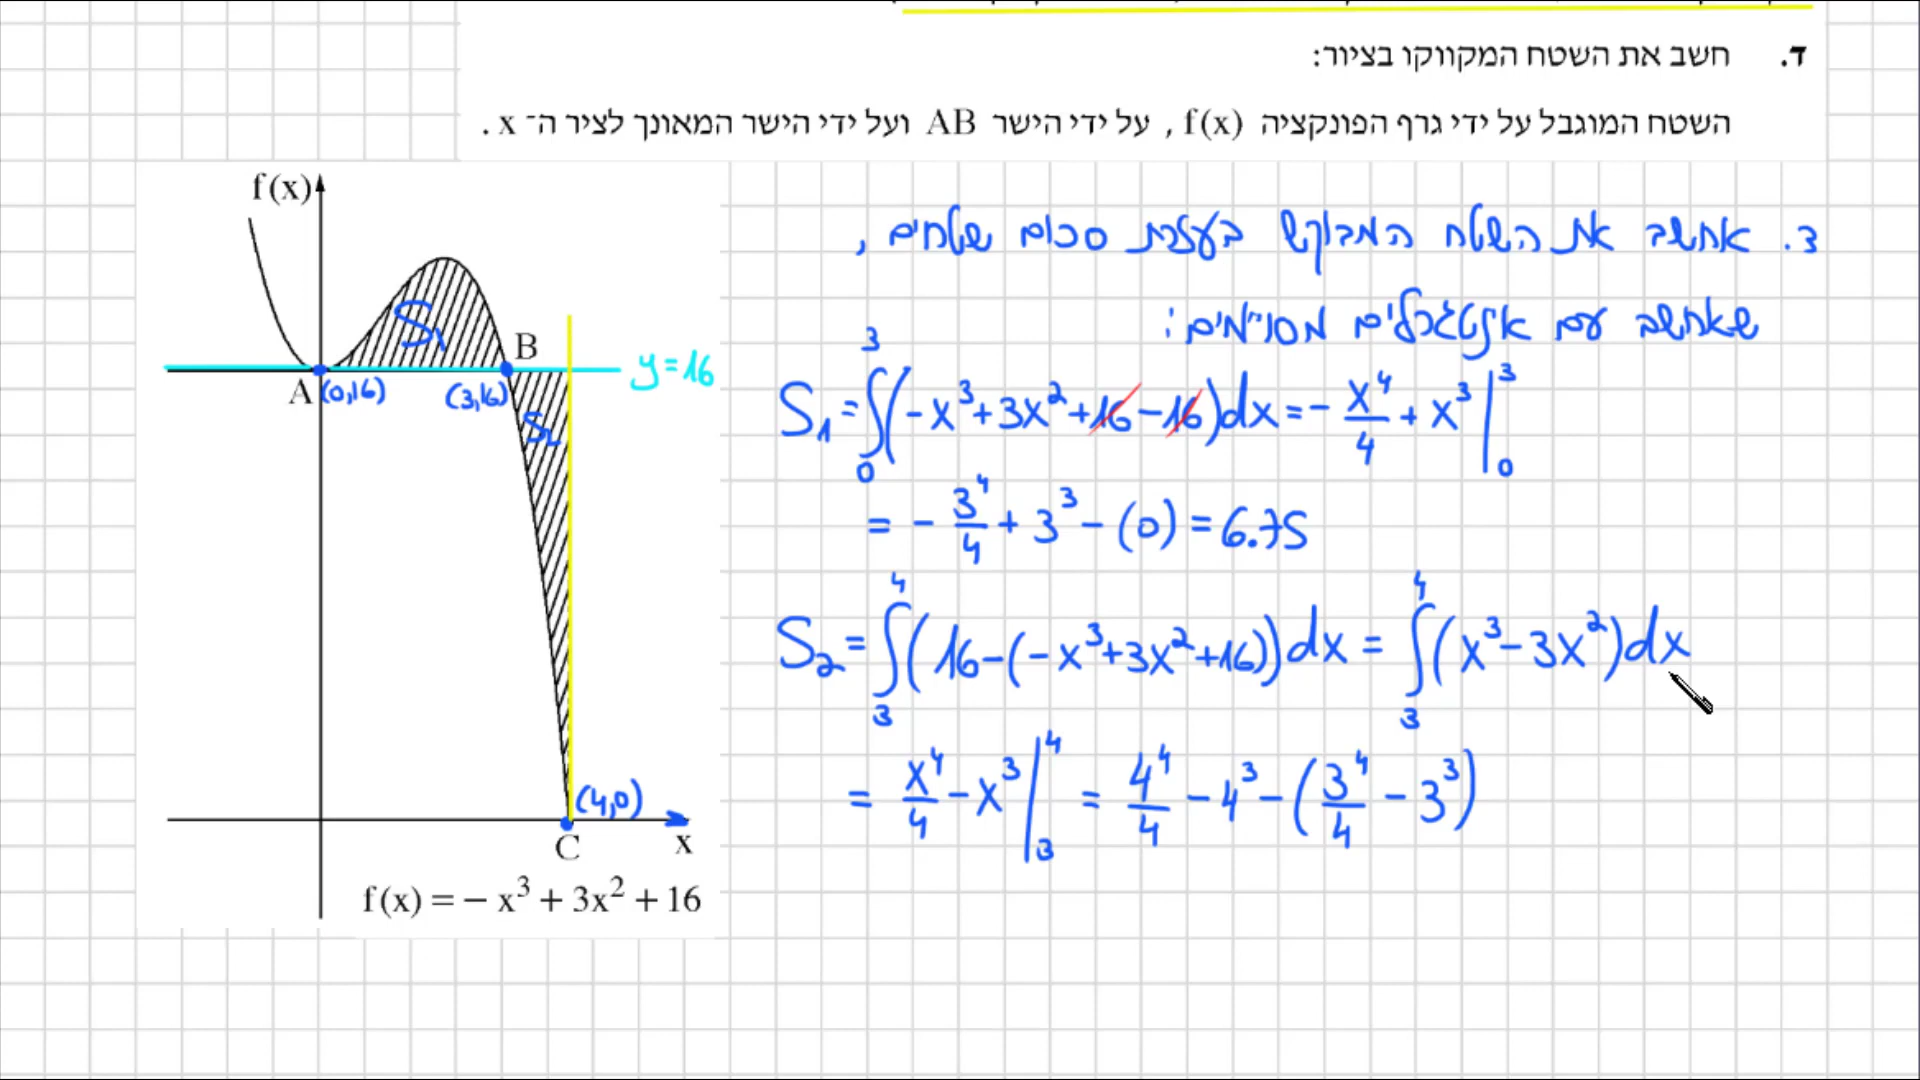 ד. חשב את השטח המקווקו בציור:
השטח המוגבל על ידי גרף הפונקציה f(x) , על ידי הישר AB ועל ידי הישר המאונך לציר ה־ x .
f(x)
B
y=16
A (0,16) (3,16)
S₁
S₂
(4,0)
C
x
f(x) = − x³ + 3x² + 16
ד. אחשב את השטח המבוקש בעזרת סכום שטחים,
שאחשב עם אינטגרלים מסוימים:
S₁ = ∫₀³(-x³+3x²+16-16)dx = - x⁴/4 + x³ |₀³
= - 3⁴/4 + 3³ - (0) = 6.75
S₂ = ∫₃⁴(16-(-x³+3x²+16))dx = ∫₃⁴(x³-3x²)dx
= x⁴/4 - x³ |₃⁴ = 4⁴/4 - 4³ - (3⁴/4 - 3³)